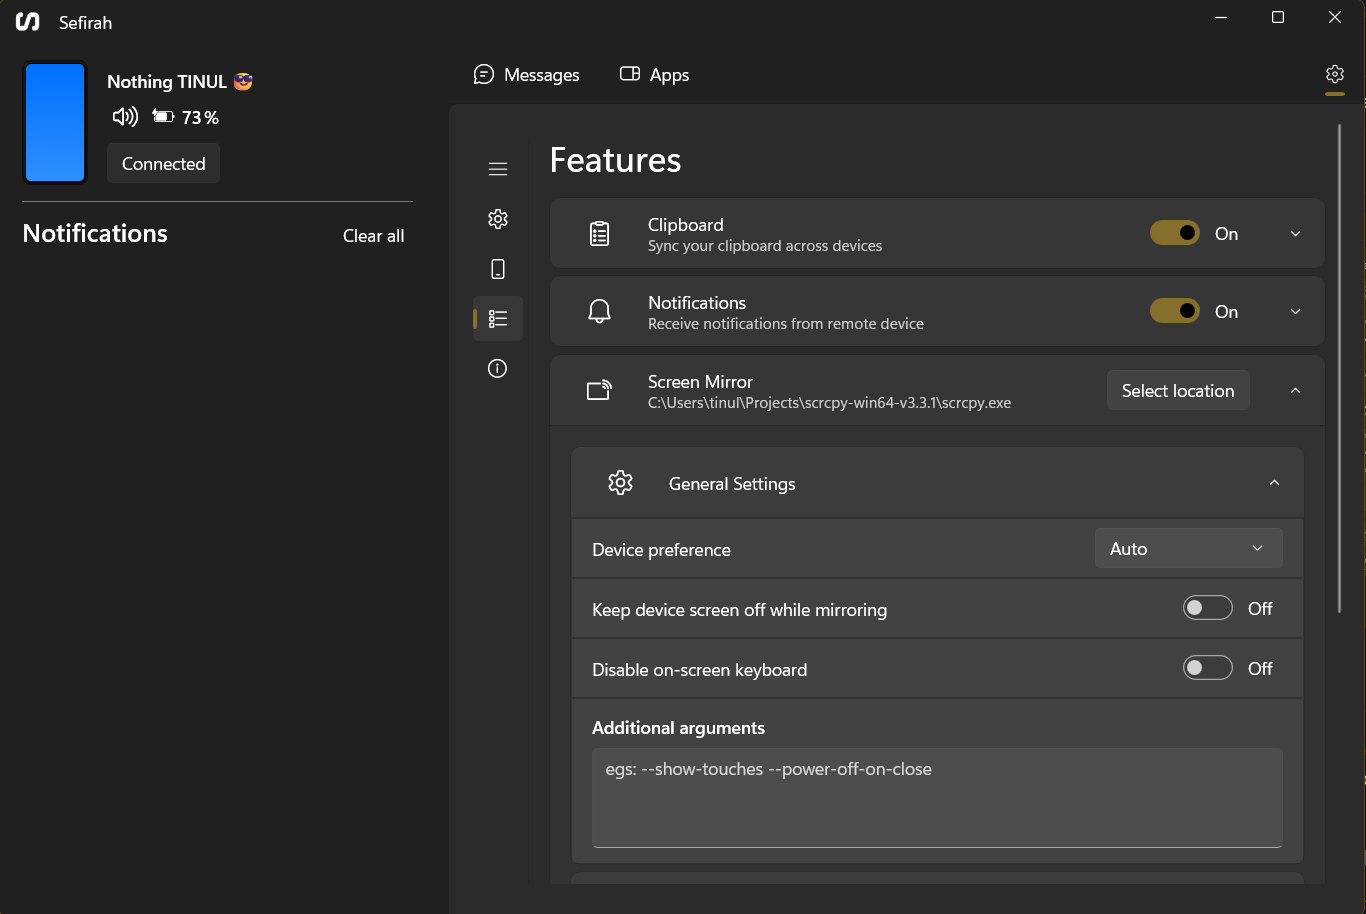 Sefirah
Nothing TINUL 😎
73%
Connected
Notifications
Clear all
Messages
Apps
Features
Clipboard
Sync your clipboard across devices
On
Notifications
Receive notifications from remote device
On
Screen Mirror
C:\Users\tinul\Projects\scrcpy-win64-v3.3.1\scrcpy.exe
Select location
General Settings
Device preference
Auto
Keep device screen off while mirroring
Off
Disable on-screen keyboard
Off
Additional arguments
egs: --show-touches --power-off-on-close